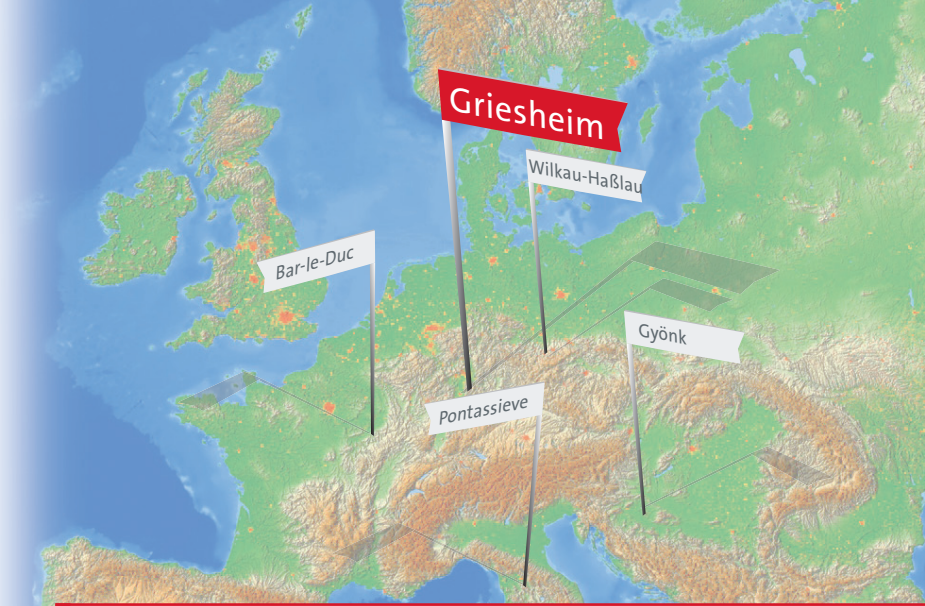 Griesheim
Wilkau-Haßlau
Bar-le-Duc
Gyönk
Pontassieve